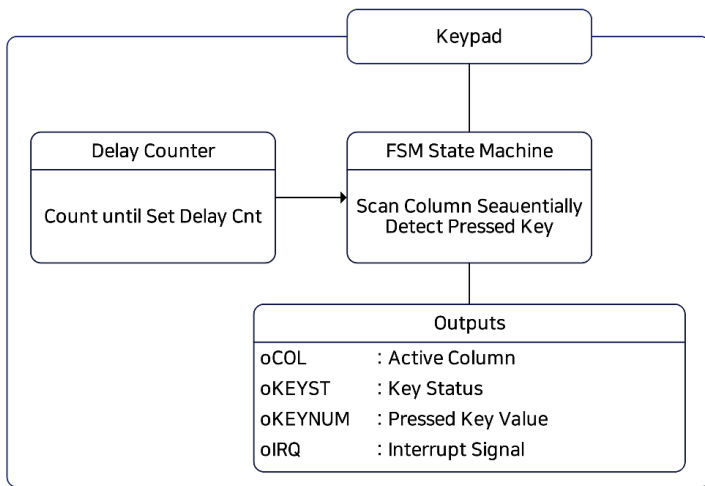 Keypad
Delay Counter
Count until Set Delay Cnt
FSM State Machine
Scan Column Seauentially
Detect Pressed Key
Outputs
oCOL : Active Column
oKEYST : Key Status
oKEYNUM : Pressed Key Value
oIRQ : Interrupt Signal